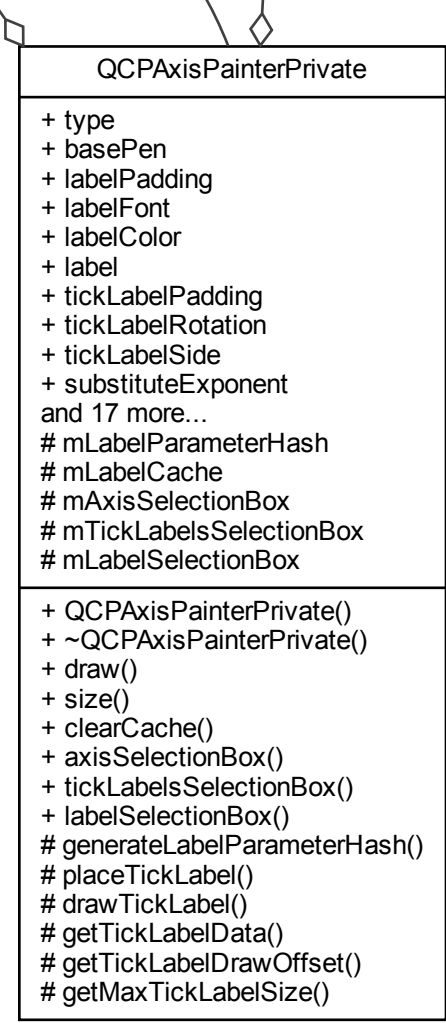 QCPAxisPainterPrivate
+ type
+ basePen
+ labelPadding
+ labelFont
+ labelColor
+ label
+ tickLabelPadding
+ tickLabelRotation
+ tickLabelSide
+ substituteExponent
and 17 more...
# mLabelParameterHash
# mLabelCache
# mAxisSelectionBox
# mTickLabelsSelectionBox
# mLabelSelectionBox
+ QCPAxisPainterPrivate()
+ ~QCPAxisPainterPrivate()
+ draw()
+ size()
+ clearCache()
+ axisSelectionBox()
+ tickLabelsSelectionBox()
+ labelSelectionBox()
# generateLabelParameterHash()
# placeTickLabel()
# drawTickLabel()
# getTickLabelData()
# getTickLabelDrawOffset()
# getMaxTickLabelSize()